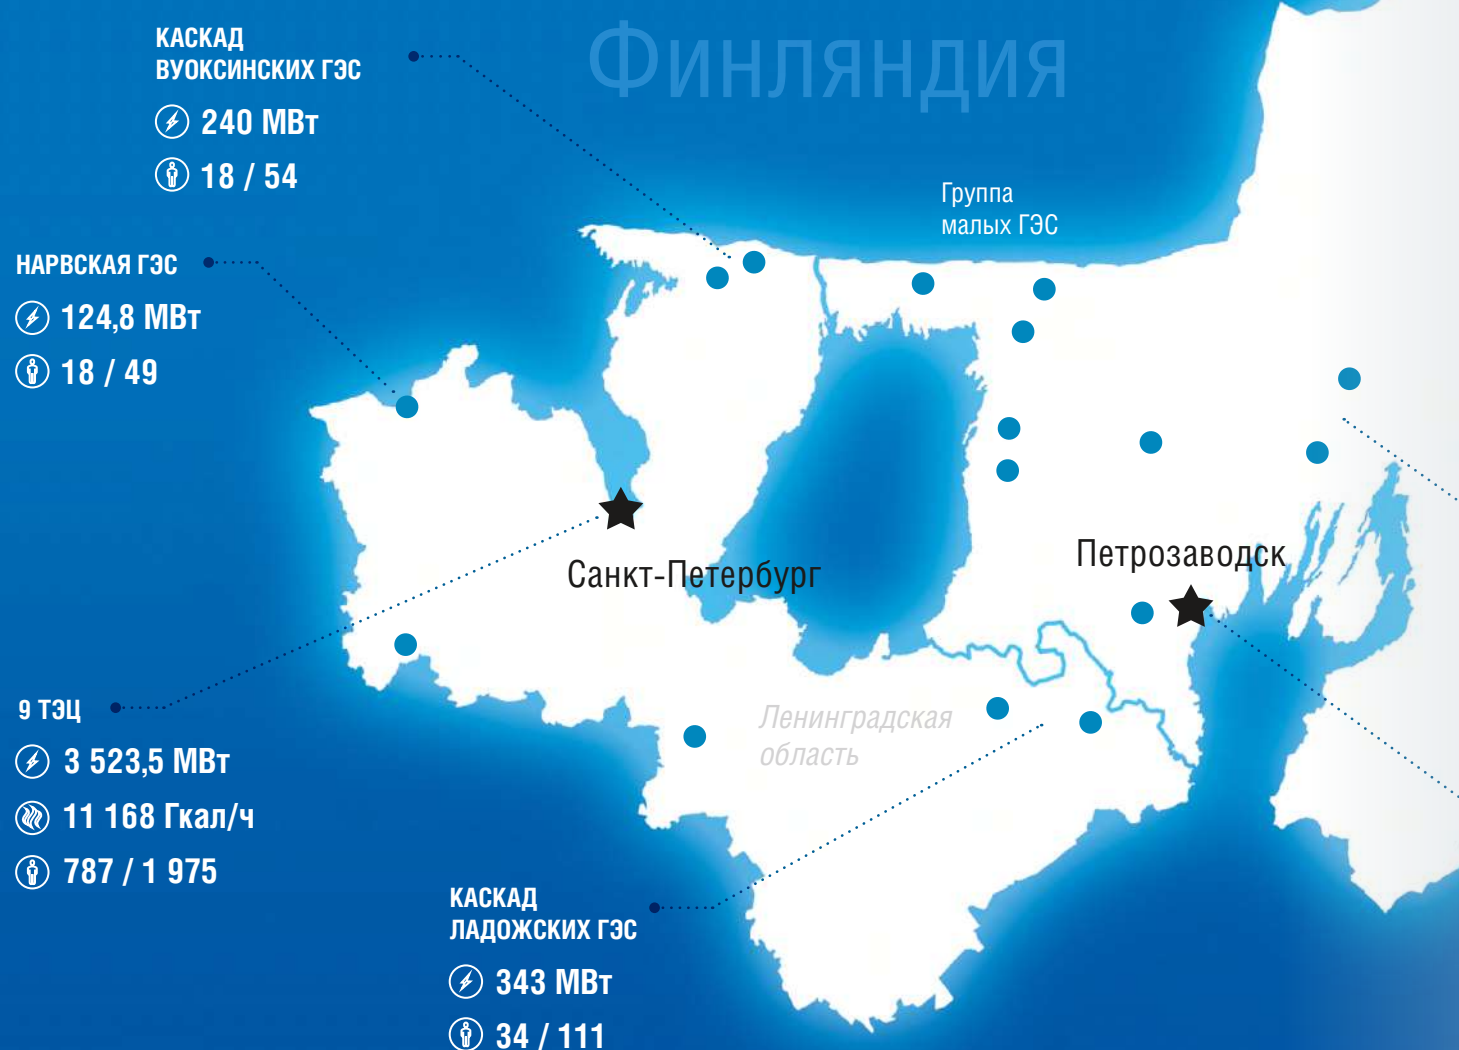 Финляндия
КАСКАД
ВУОКСИНСКИХ ГЭС
240 МВт
18 / 54
Группа
малых ГЭС
НАРВСКАЯ ГЭС
124,8 МВт
18 / 49
Санкт-Петербург
Петрозаводск
Ленинградская
область
9 ТЭЦ
3 523,5 МВт
11 168 Гкал/ч
787 / 1 975
КАСКАД
ЛАДОЖСКИХ ГЭС
343 МВт
34 / 111